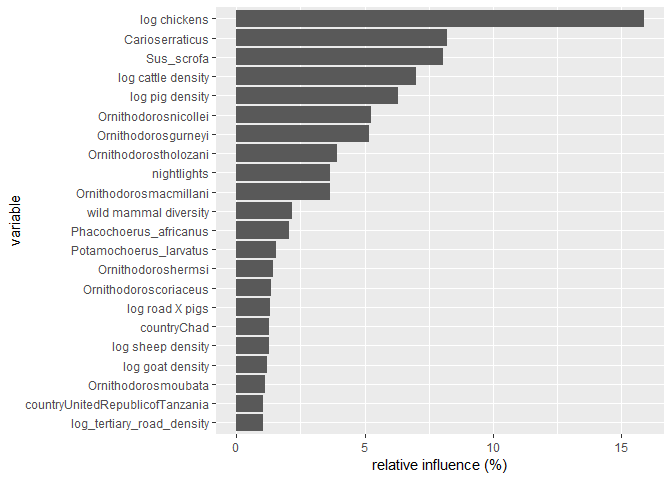 log chickens
Carioserraticus
Sus_scrofa
log cattle density
log pig density
Ornithodorosnicollei
Ornithodorosgurneyi
Ornithodorostholozani
nightlights
Ornithodorosmacmillani
wild mammal diversity
Phacochoerus_africanus
Potamochoerus_larvatus
Ornithodoroshermsi
Ornithodoroscoriaceus
log road X pigs
countryChad
log sheep density
log goat density
Ornithodorosmoubata
countryUnitedRepublicofTanzania
log_tertiary_road_density
variable
0 5 10 15
relative influence (%)